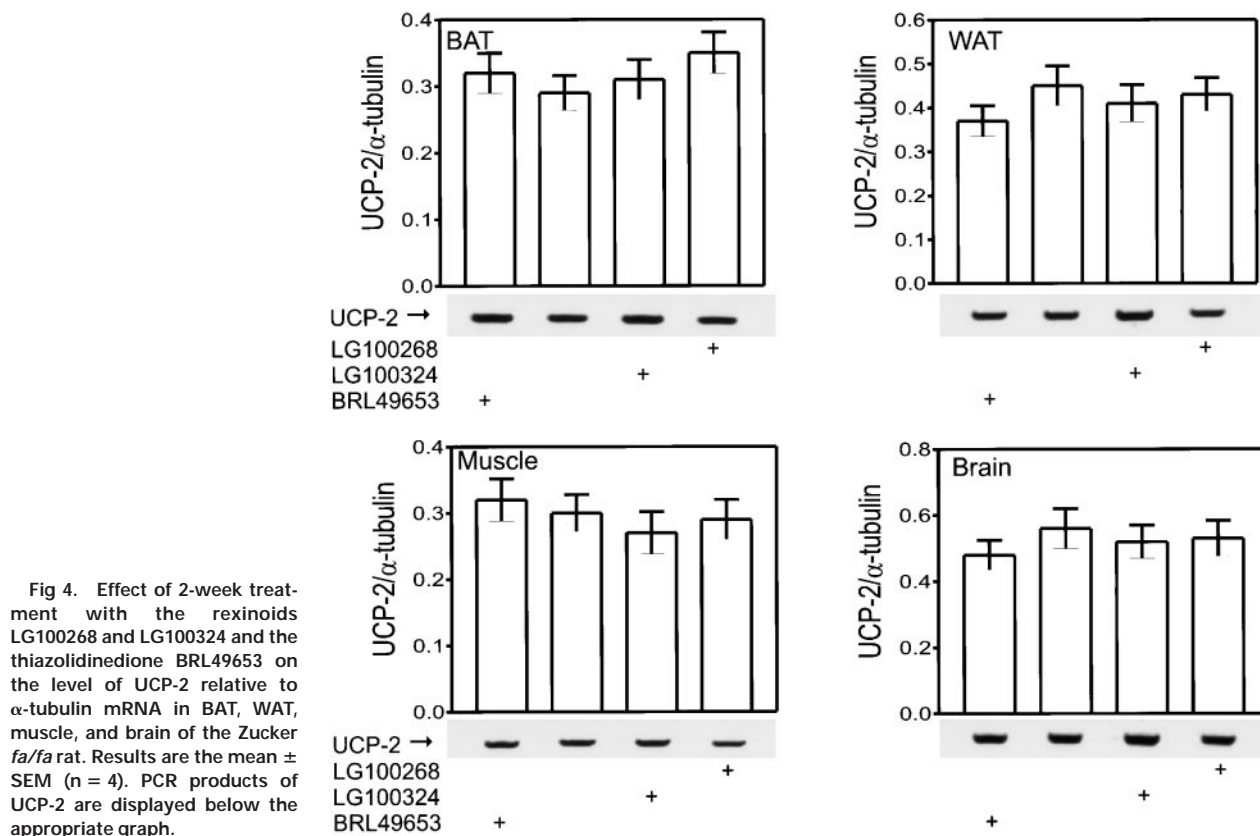 BAT
UCP-2/α-tubulin
0.4
0.3
0.2
0.1
0.0
UCP-2 →
LG100268 +
LG100324 +
BRL49653 +
WAT
UCP-2/α-tubulin
0.6
0.5
0.4
0.3
0.2
0.1
0.0
+
+
+
Muscle
UCP-2/α-tubulin
0.4
0.3
0.2
0.1
0.0
UCP-2 →
LG100268 +
LG100324 +
BRL49653 +
Brain
UCP-2/α-tubulin
0.8
0.6
0.4
0.2
0.0
+
+
+
Fig 4. Effect of 2-week treat-
ment with the rexinoids
LG100268 and LG100324 and the
thiazolidinedione BRL49653 on
the level of UCP-2 relative to
α-tubulin mRNA in BAT, WAT,
muscle, and brain of the Zucker
fa/fa rat. Results are the mean ±
SEM (n = 4). PCR products of
UCP-2 are displayed below the
appropriate graph.